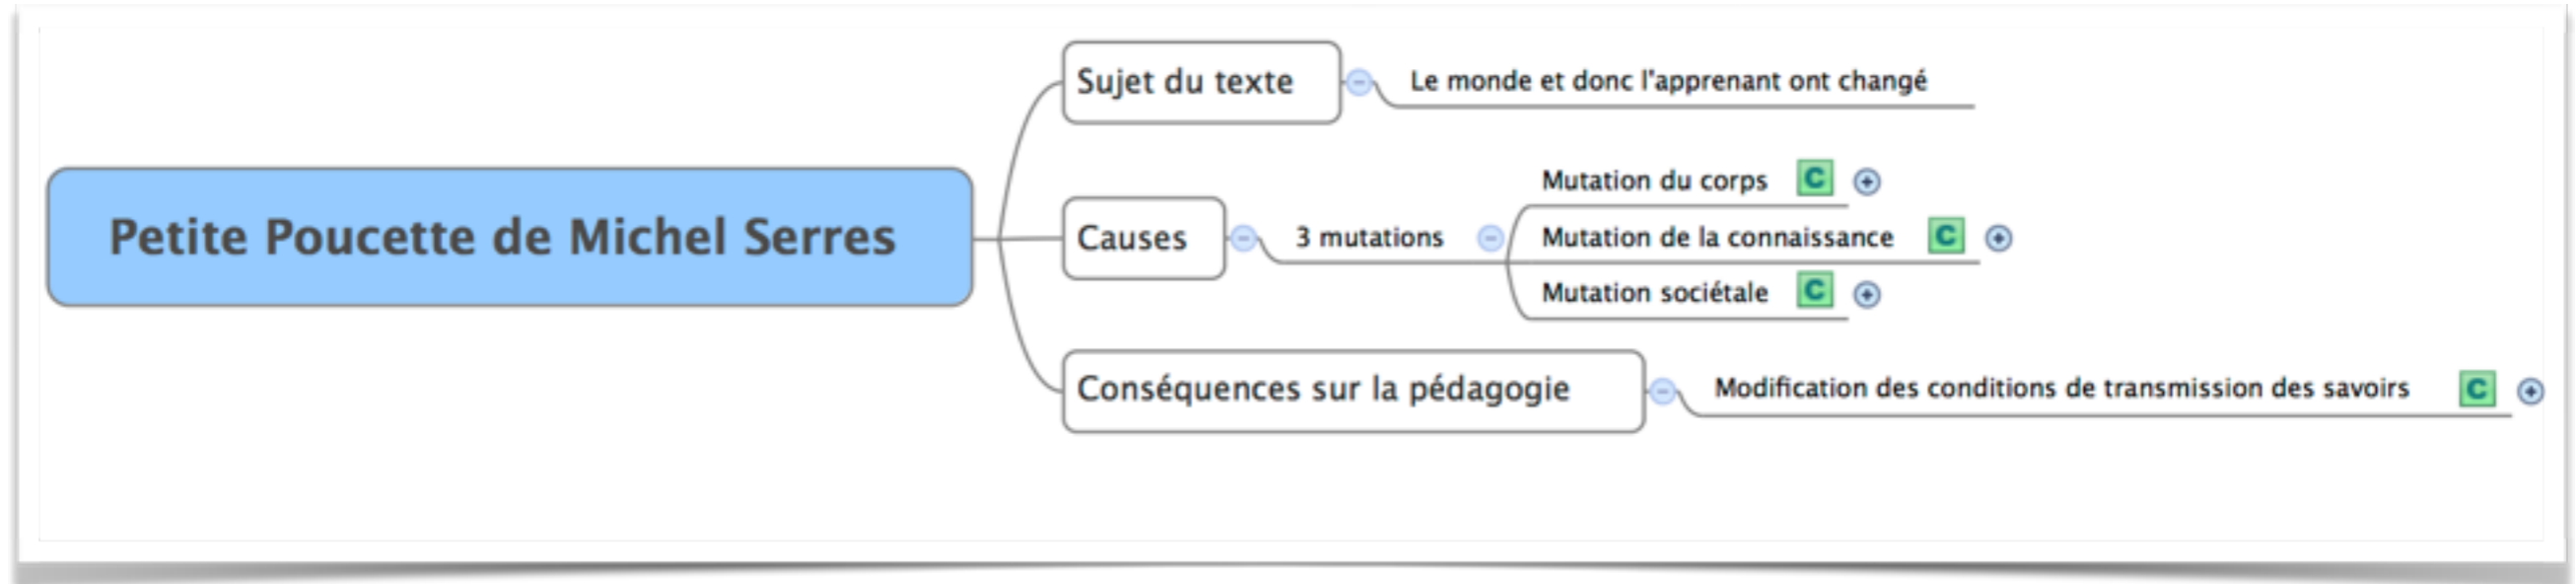 Petite Poucette de Michel Serres
Sujet du texte
Le monde et donc l'apprenant ont changé
Causes
3 mutations
Mutation du corps C
Mutation de la connaissance C
Mutation sociétale C
Conséquences sur la pédagogie
Modification des conditions de transmission des savoirs C